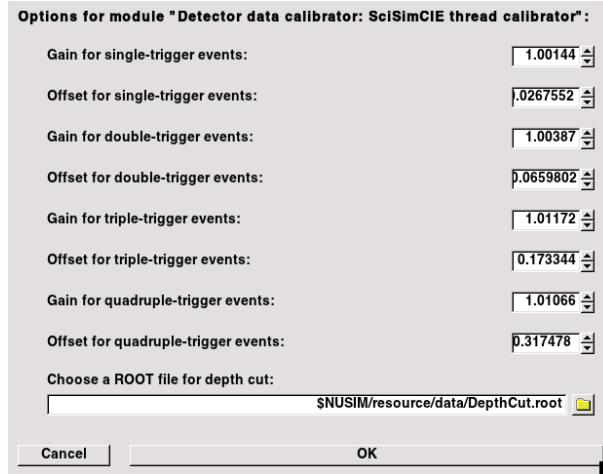 Options for module "Detector data calibrator: SciSimCIE thread calibrator":
Gain for single-trigger events: 1.00144
Offset for single-trigger events: .0267552
Gain for double-trigger events: 1.00387
Offset for double-trigger events: .0659802
Gain for triple-trigger events: 1.01172
Offset for triple-trigger events: 0.173344
Gain for quadruple-trigger events: 1.01066
Offset for quadruple-trigger events: 0.317478
Choose a ROOT file for depth cut:
$NUSIM/resource/data/DepthCut.root
Cancel OK